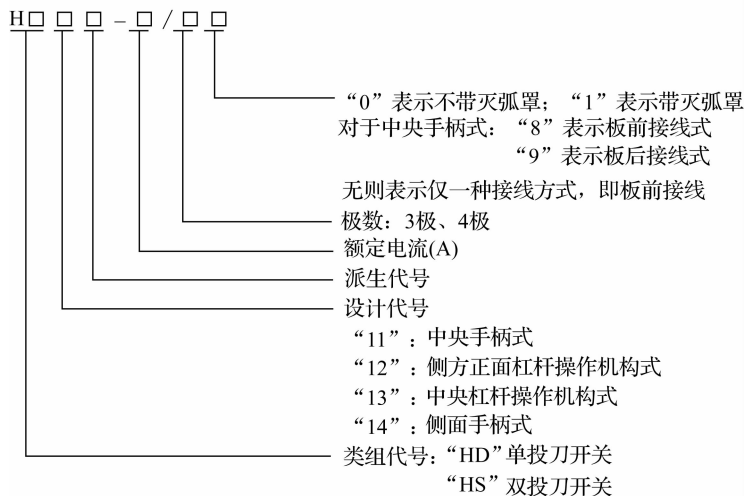 H□□□–□/□□
“0”表示不带灭弧罩；“1”表示带灭弧罩
对于中央手柄式：“8”表示板前接线式
“9”表示板后接线式
无则表示仅一种接线方式，即板前接线
极数：3极、4极
额定电流(A)
派生代号
设计代号
“11”：中央手柄式
“12”：侧方正面杠杆操作机构式
“13”：中央杠杆操作机构式
“14”：侧面手柄式
类组代号：“HD”单投刀开关
“HS”双投刀开关